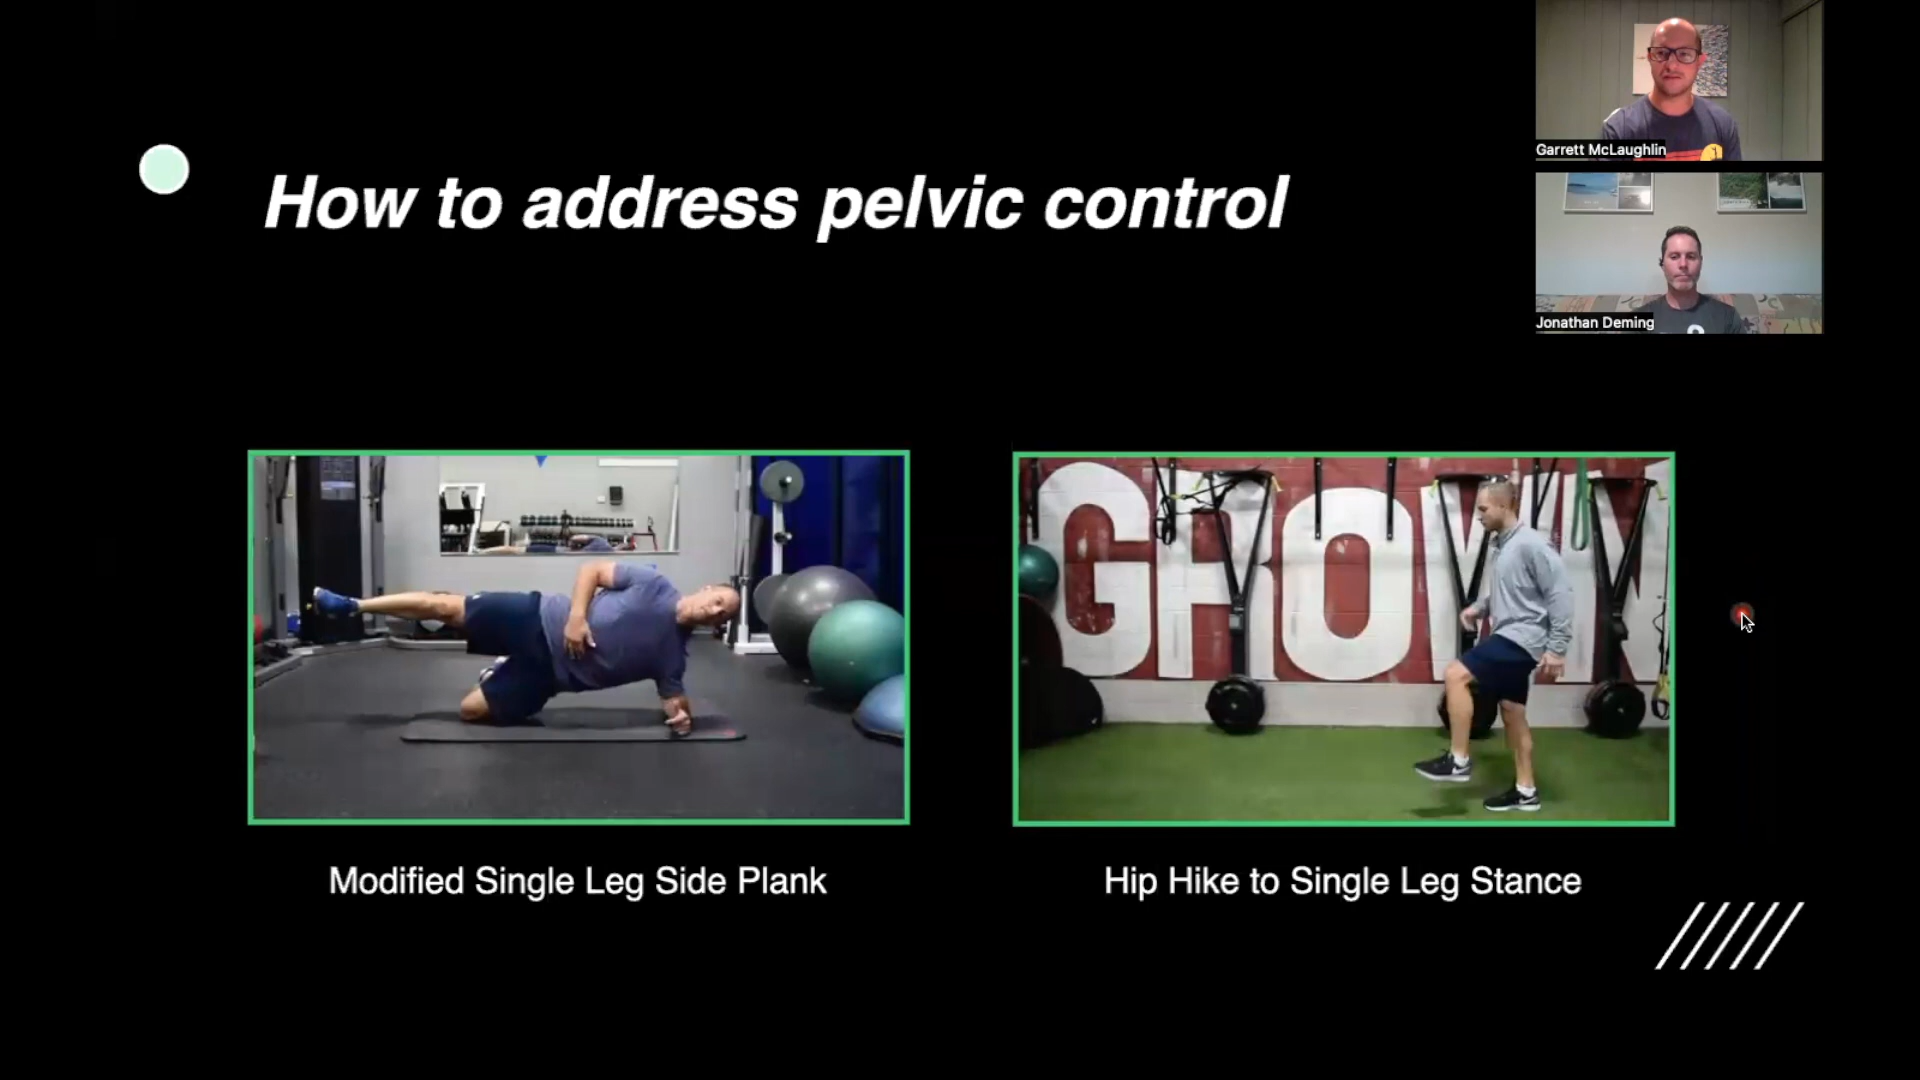 Garrett McLaughlin
How to address pelvic control
Jonathan Deming
GROWN
Modified Single Leg Side Plank
Hip Hike to Single Leg Stance